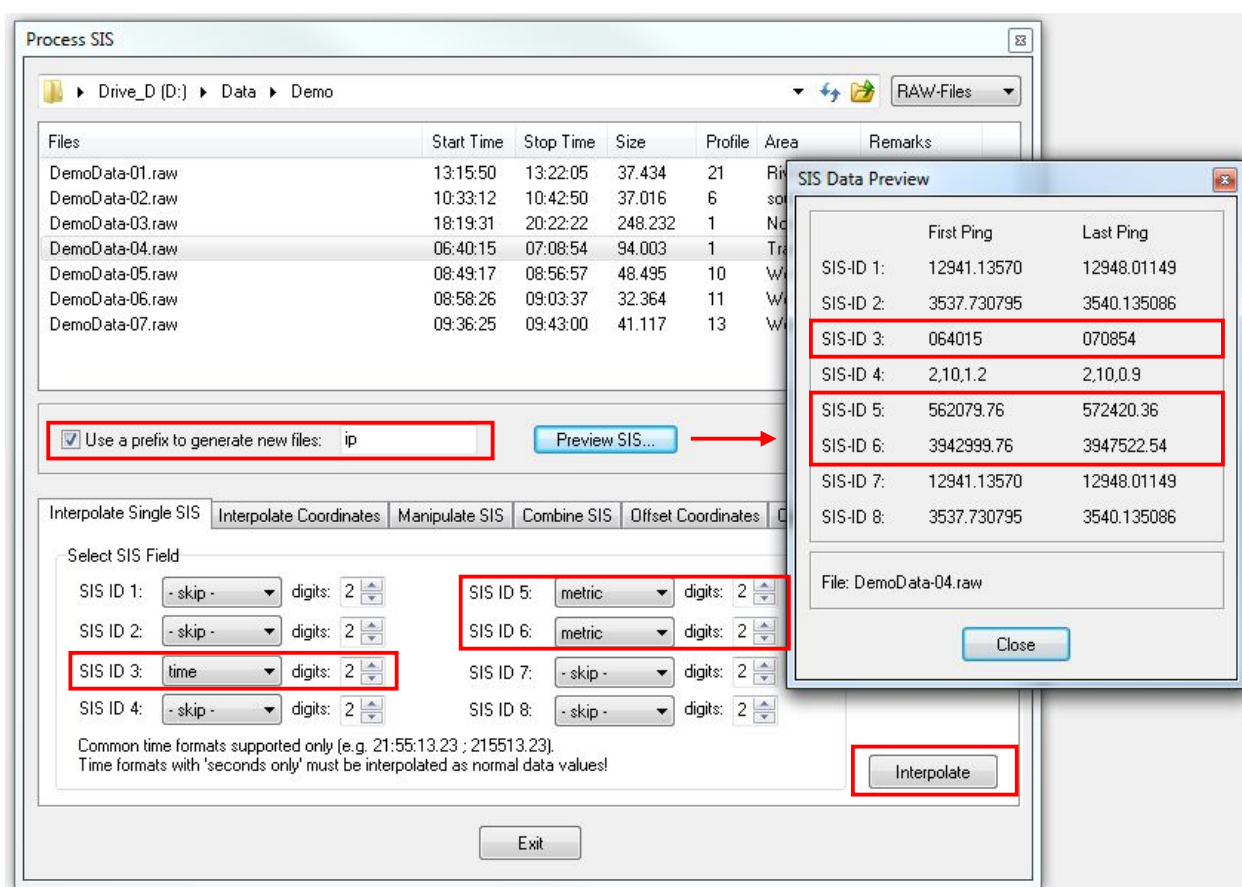 Process SIS
Drive_D (D:) Data Demo RAW-Files
Files Start Time Stop Time Size Profile Area Remarks
DemoData-01.raw 13:15:50 13:22:05 37.434 21
DemoData-02.raw 10:33:12 10:42:50 37.016 6
DemoData-03.raw 18:19:31 20:22:22 248.232 1
DemoData-04.raw 06:40:15 07:08:54 94.003 1
DemoData-05.raw 08:49:17 08:56:57 48.495 10
DemoData-06.raw 08:58:26 09:03:37 32.364 11
DemoData-07.raw 09:36:25 09:43:00 41.117 13
Use a prefix to generate new files: ip Preview SIS...
Interpolate Single SIS Interpolate Coordinates Manipulate SIS Combine SIS Offset Coordinates
Select SIS Field
SIS ID 1: - skip - digits: 2 SIS ID 5: metric digits: 2
SIS ID 2: - skip - digits: 2 SIS ID 6: metric digits: 2
SIS ID 3: time digits: 2 SIS ID 7: - skip - digits: 2
SIS ID 4: - skip - digits: 2 SIS ID 8: - skip - digits: 2
Common time formats supported only (e.g. 21:55:13.23 ; 215513.23).
Time formats with 'seconds only' must be interpolated as normal data values!
Interpolate
Exit
SIS Data Preview
First Ping Last Ping
SIS-ID 1: 12941.13570 12948.01149
SIS-ID 2: 3537.730795 3540.135086
SIS-ID 3: 064015 070854
SIS-ID 4: 2,10,1.2 2,10,0.9
SIS-ID 5: 562079.76 572420.36
SIS-ID 6: 3942999.76 3947522.54
SIS-ID 7: 12941.13570 12948.01149
SIS-ID 8: 3537.730795 3540.135086
File: DemoData-04.raw
Close